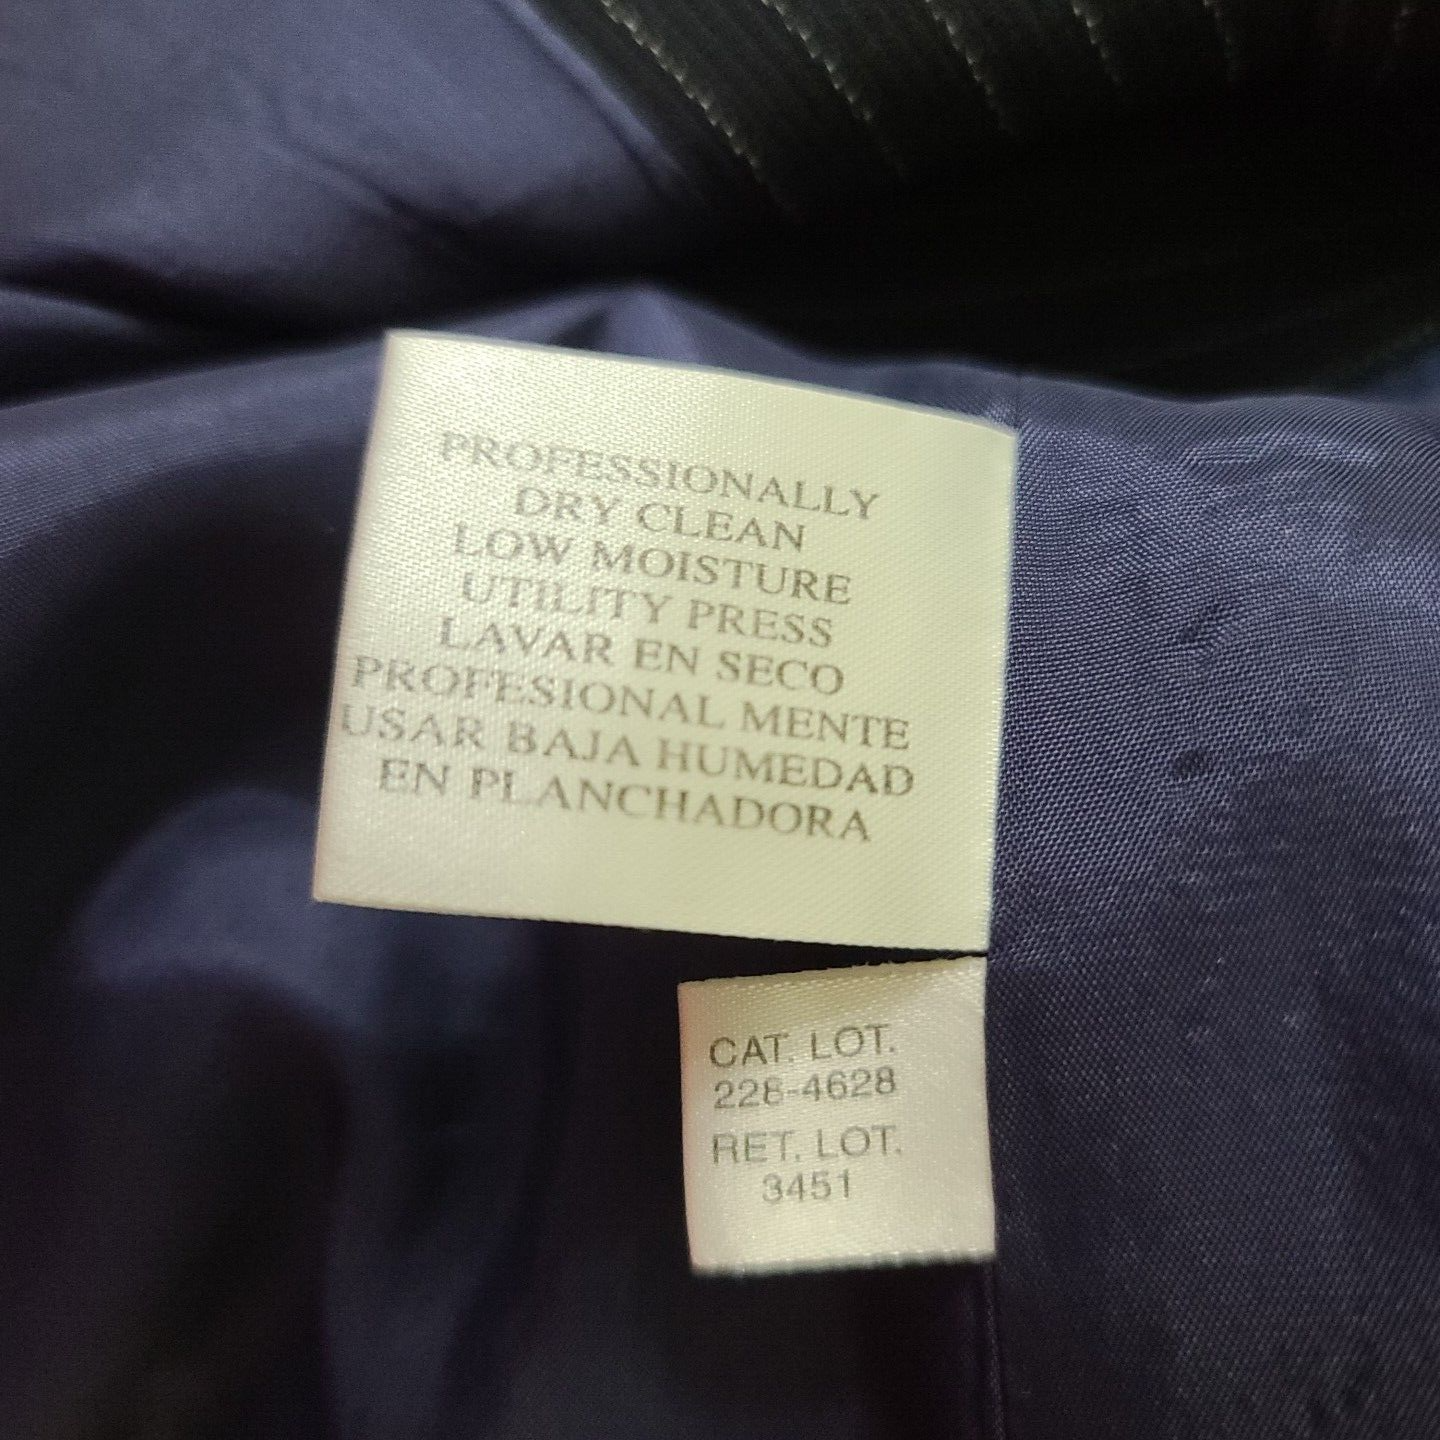 PROFESSIONALLY
DRY CLEAN
LOW MOISTURE
UTILITY PRESS
LAVAR EN SECO
PROFESIONAL MENTE
USAR BAJA HUMEDAD
EN PLANCHADORA
CAT. LOT.
228-4628
RET. LOT.
3451